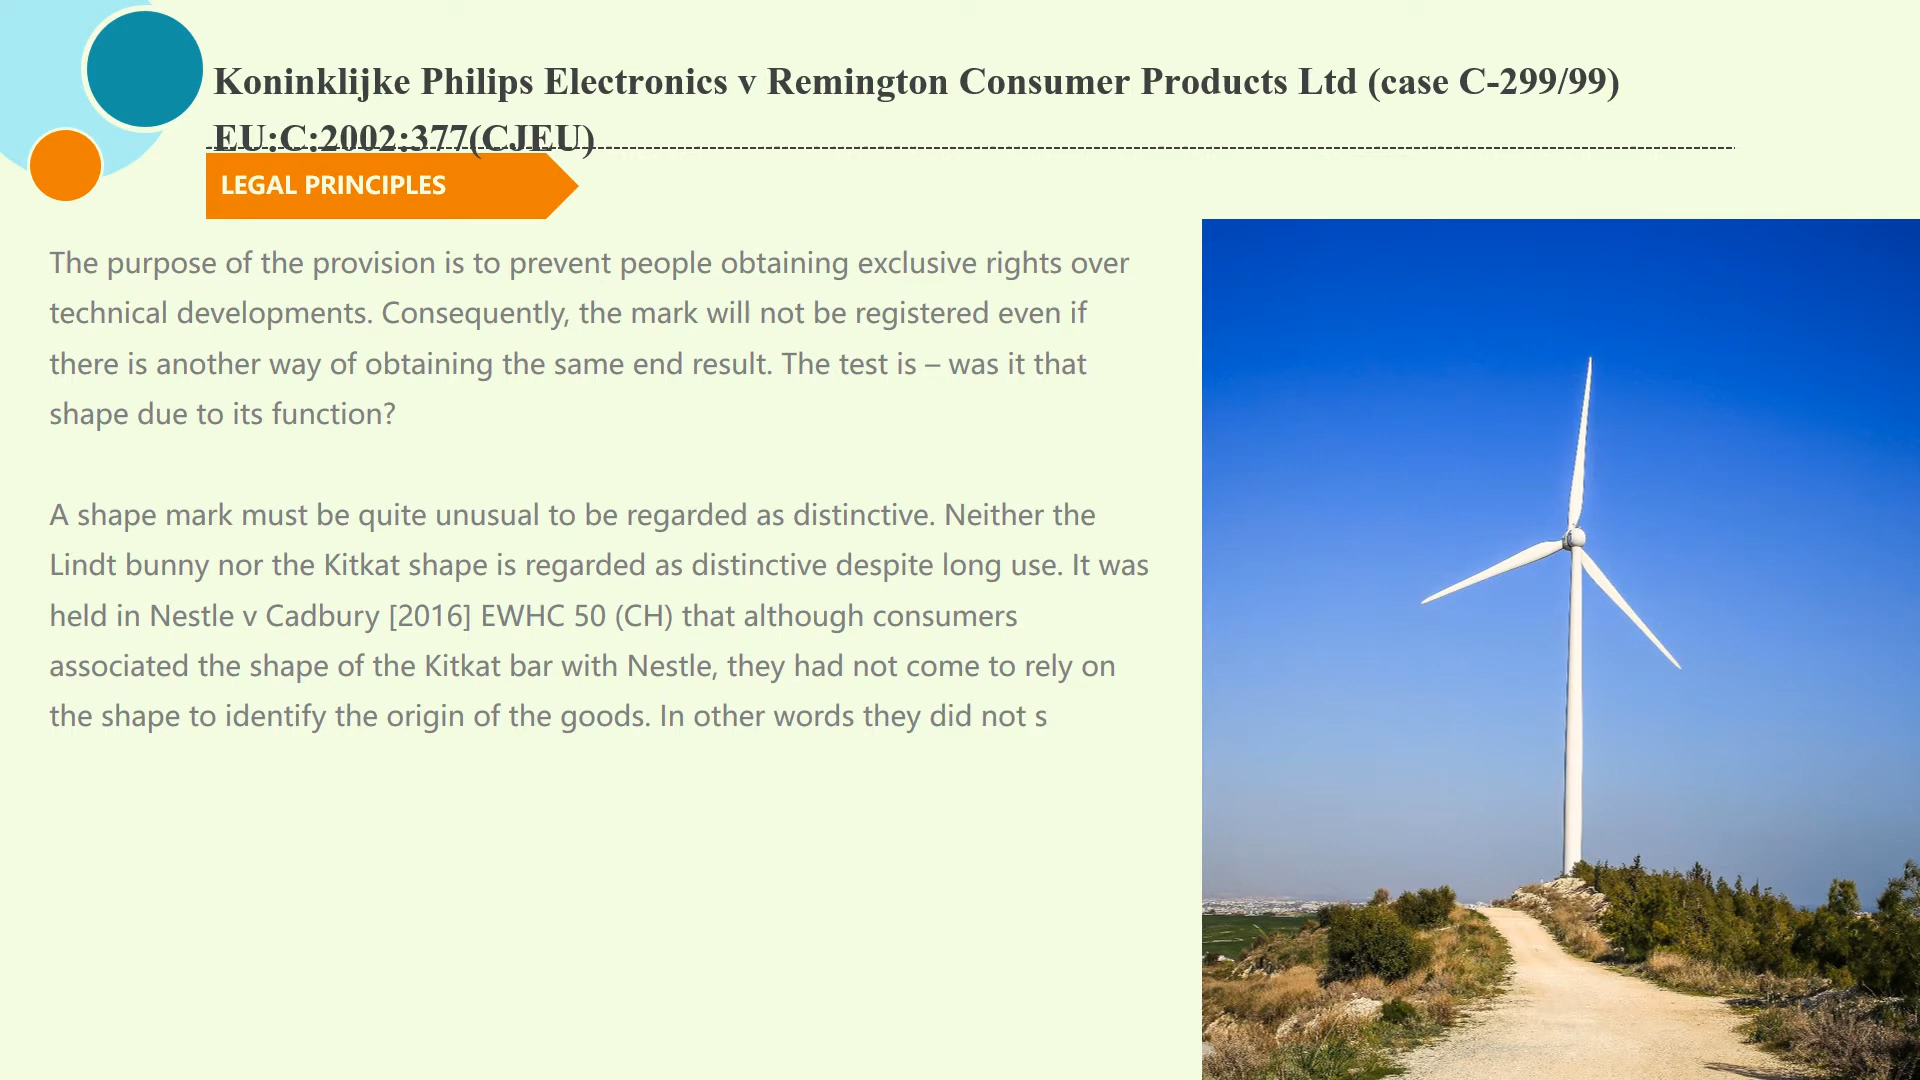 Koninklijke Philips Electronics v Remington Consumer Products Ltd (case C-299/99)
EU:C:2002:377(CJEU)
LEGAL PRINCIPLES
The purpose of the provision is to prevent people obtaining exclusive rights over
technical developments. Consequently, the mark will not be registered even if
there is another way of obtaining the same end result. The test is – was it that
shape due to its function?
A shape mark must be quite unusual to be regarded as distinctive. Neither the
Lindt bunny nor the Kitkat shape is regarded as distinctive despite long use. It was
held in Nestle v Cadbury [2016] EWHC 50 (CH) that although consumers
associated the shape of the Kitkat bar with Nestle, they had not come to rely on
the shape to identify the origin of the goods. In other words they did not s